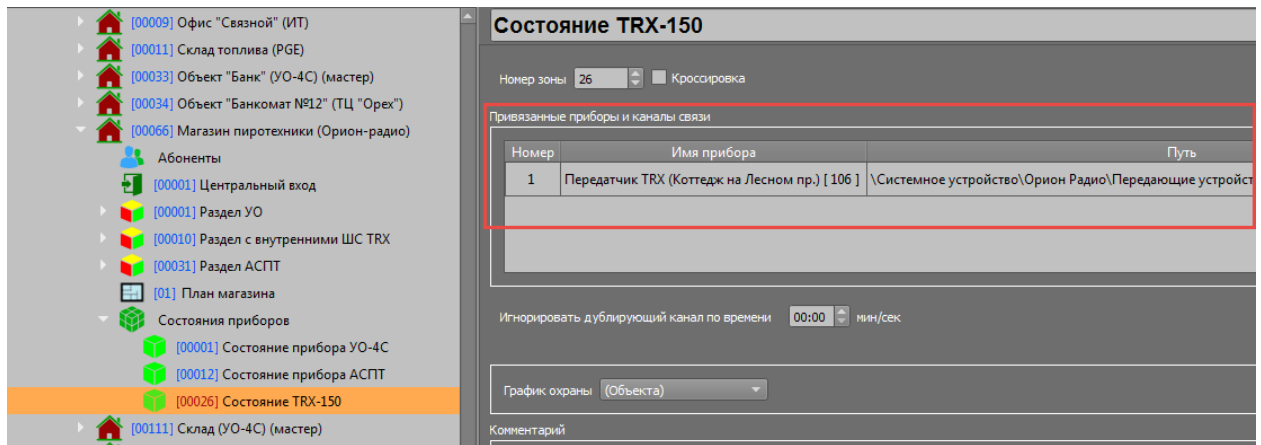 [00009] Офис "Связной" (ИТ)
[00011] Склад топлива (PGE)
[00033] Объект "Банк" (УО-4С) (мастер)
[00034] Объект "Банкомат №12" (ТЦ "Орех")
[00066] Магазин пиротехники (Орион-радио)
Абоненты
[00001] Центральный вход
[00001] Раздел УО
[00010] Раздел с внутренними ШС TRX
[00031] Раздел АСПТ
[01] План магазина
Состояния приборов
[00001] Состояние прибора УО-4С
[00012] Состояние прибора АСПТ
[00026] Состояние TRX-150
[00111] Склад (УО-4С) (мастер)
Состояние TRX-150
Номер зоны 26 Кроссировка
Привязанные приборы и каналы связи
Номер Имя прибора Путь
1 Передатчик TRX (Коттедж на Лесном пр.) [ 106 ] \Системное устройство\Орион Радио\Передающие устройст
Игнорировать дублирующий канал по времени 00:00 мин/сек
График охраны (Объекта)
Комментарий